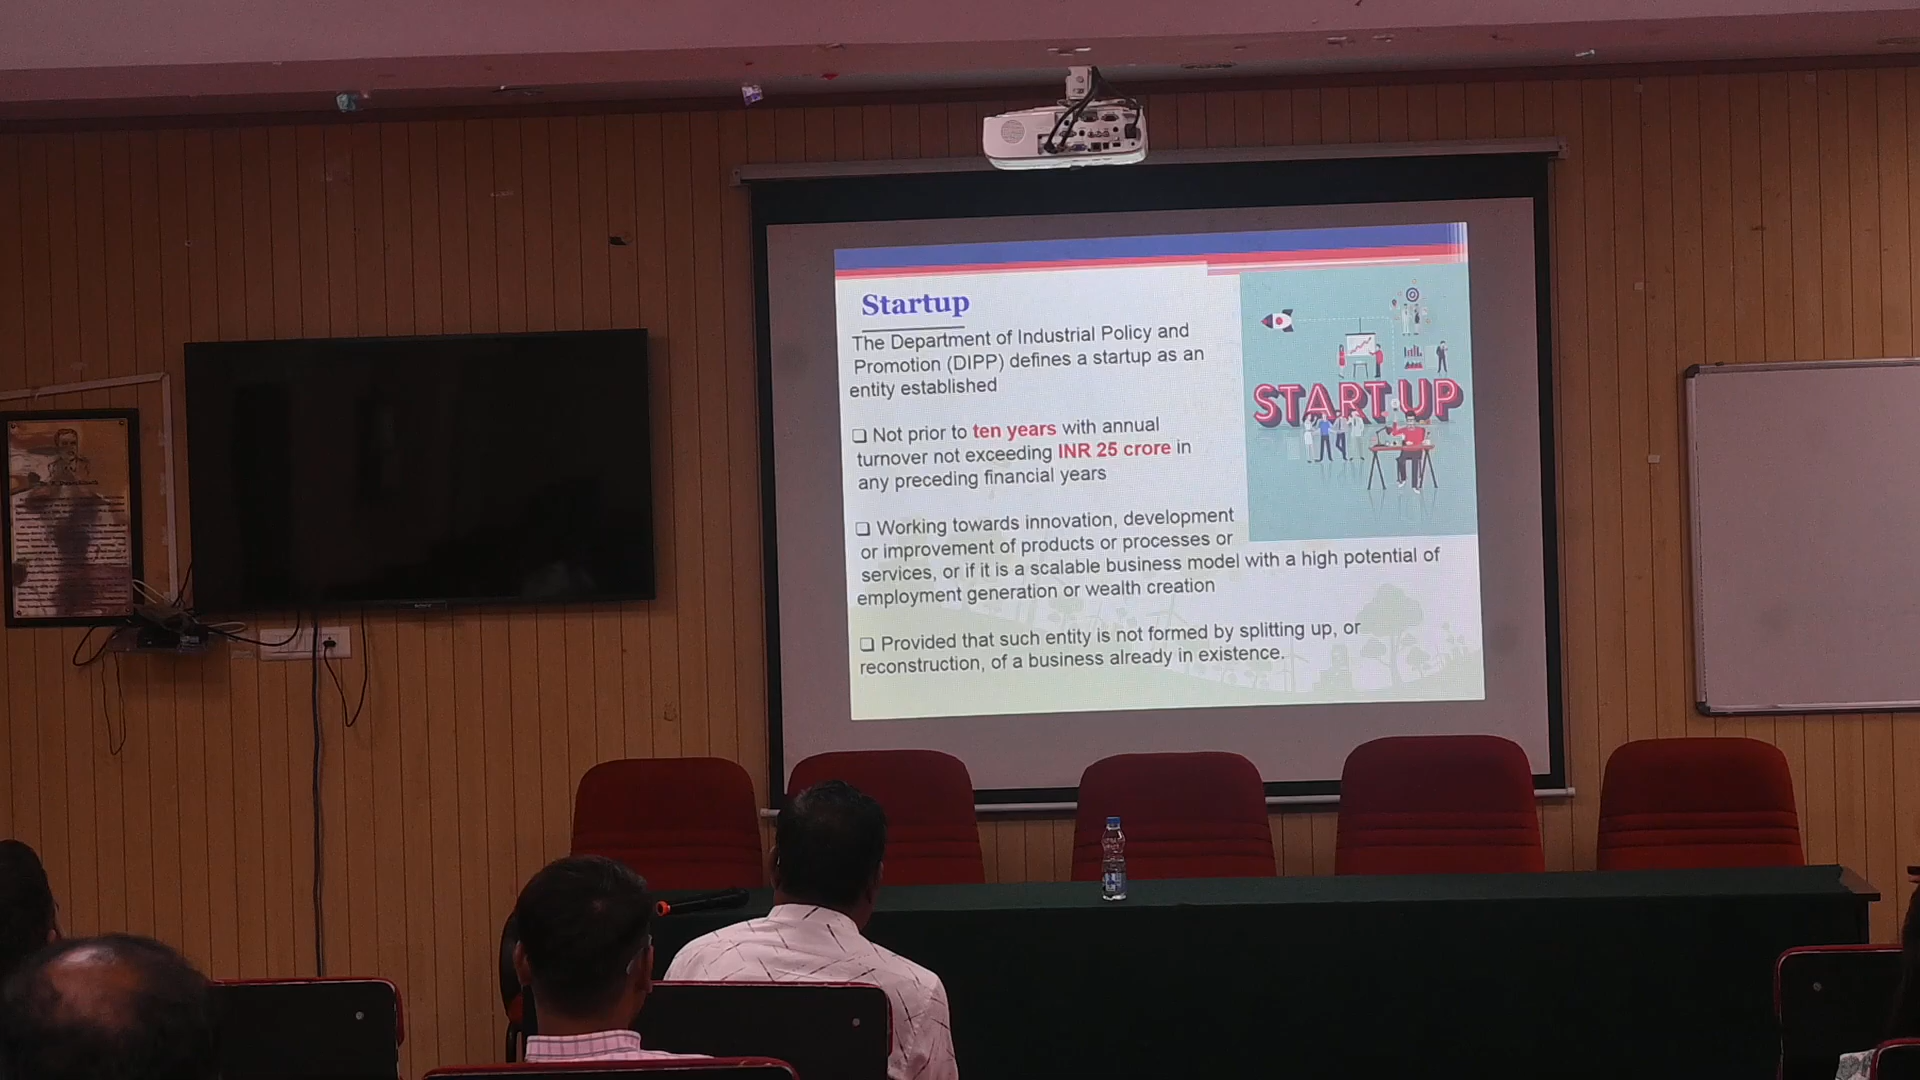 Startup
The Department of Industrial Policy and
Promotion (DIPP) defines a startup as an
entity established
❑ Not prior to ten years with annual
turnover not exceeding INR 25 crore in
any preceding financial years
❑ Working towards innovation, development
or improvement of products or processes or
services, or if it is a scalable business model with a high potential of
employment generation or wealth creation
❑ Provided that such entity is not formed by splitting up, or
reconstruction, of a business already in existence.
START UP